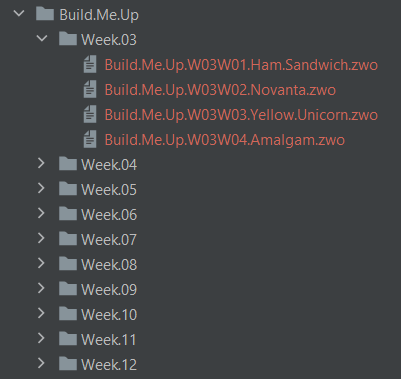 Build.Me.Up
Week.03
Build.Me.Up.W03W01.Ham.Sandwich.zwo
Build.Me.Up.W03W02.Novanta.zwo
Build.Me.Up.W03W03.Yellow.Unicorn.zwo
Build.Me.Up.W03W04.Amalgam.zwo
Week.04
Week.05
Week.06
Week.07
Week.08
Week.09
Week.10
Week.11
Week.12